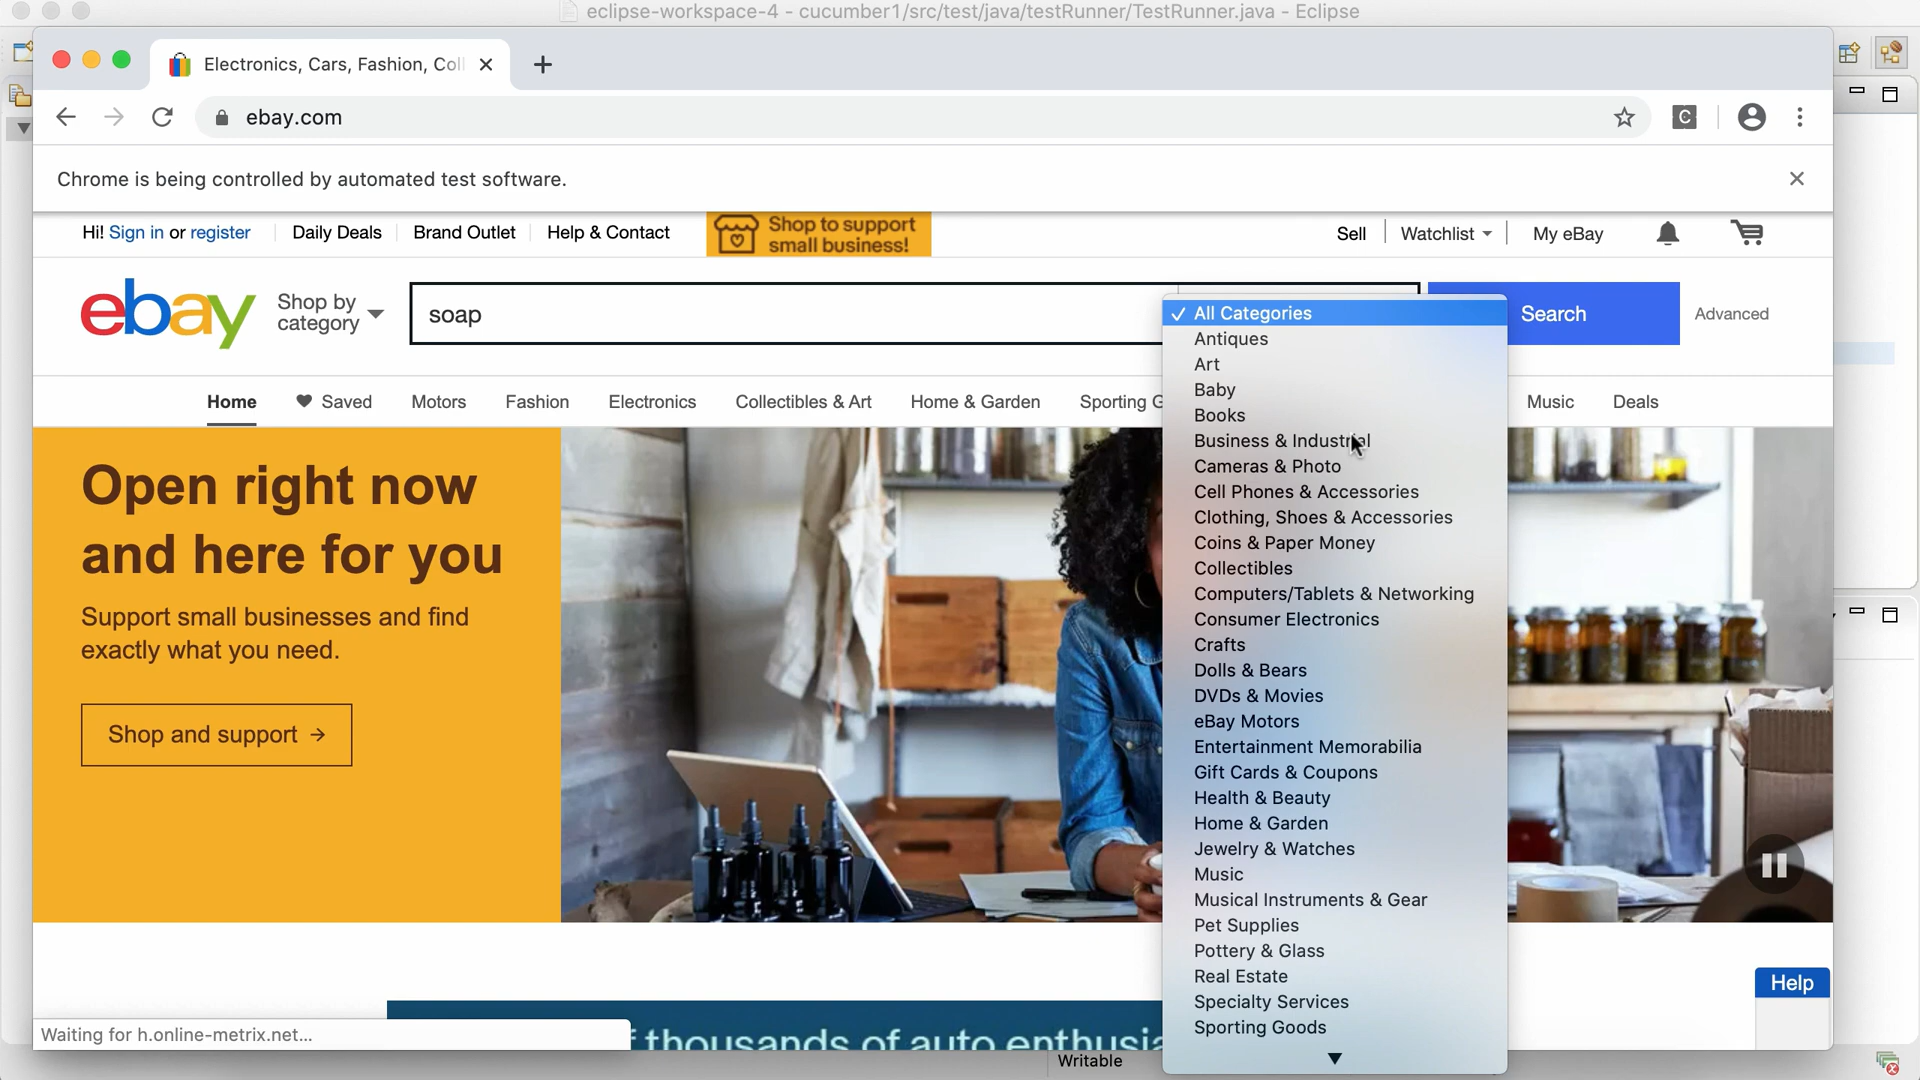 eclipse-workspace-4 - cucumber1/src/test/java/testRunner/TestRunner.java - Eclipse
Electronics, Cars, Fashion, Coll
ebay.com
C
Chrome is being controlled by automated test software.
Hi! Sign in or register
Daily Deals
Brand Outlet
Help & Contact
Shop to support
small business!
Sell
Watchlist
My eBay
ebay
Shop by
category
soap
Search
Advanced
Home
Saved
Motors
Fashion
Electronics
Collectibles & Art
Home & Garden
Sporting G
Music
Deals
✓ All Categories
Antiques
Art
Baby
Books
Business & Industrial
Cameras & Photo
Cell Phones & Accessories
Clothing, Shoes & Accessories
Coins & Paper Money
Collectibles
Computers/Tablets & Networking
Consumer Electronics
Crafts
Dolls & Bears
DVDs & Movies
eBay Motors
Entertainment Memorabilia
Gift Cards & Coupons
Health & Beauty
Home & Garden
Jewelry & Watches
Music
Musical Instruments & Gear
Pet Supplies
Pottery & Glass
Real Estate
Specialty Services
Sporting Goods
Open right now
and here for you
Support small businesses and find
exactly what you need.
Shop and support →
Help
Waiting for h.online-metrix.net...
f thousands of auto enthusia
Writable